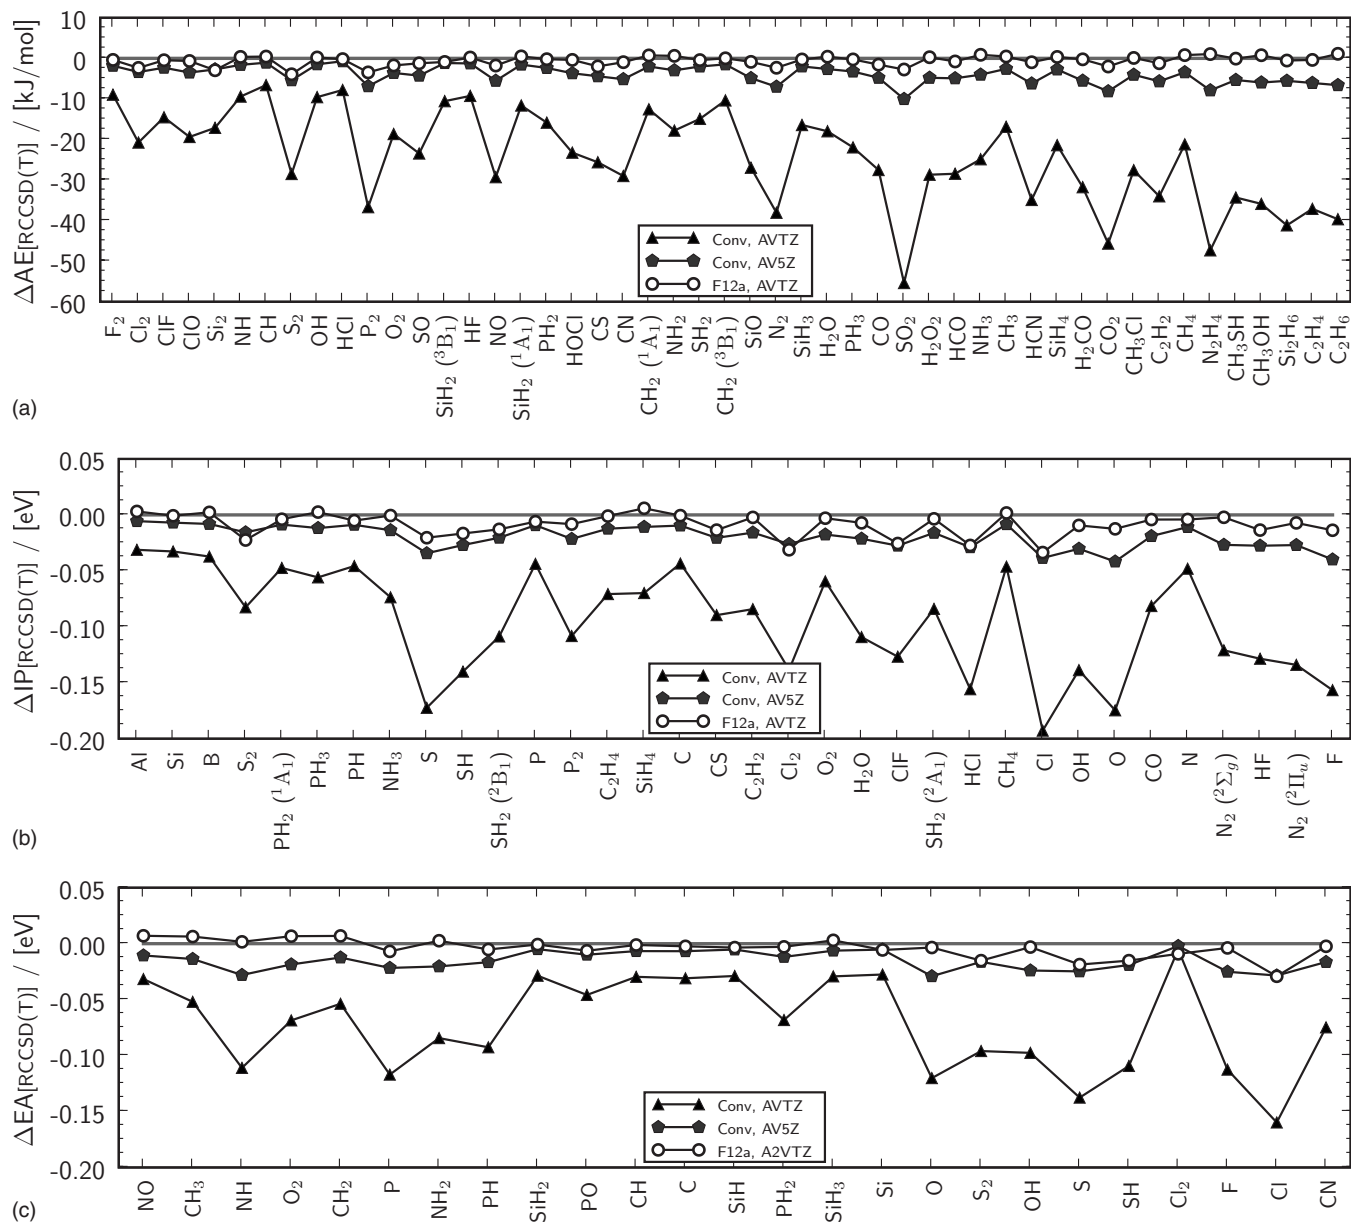 10
0
-10
-20
-30
-40
-50
-60
ΔAE[RCCSD(T)] / [kJ/mol]
Conv, AVTZ
Conv, AV5Z
F12a, AVTZ
F₂ Cl₂ ClF ClO Si₂ NH CH S₂ OH HCl P₂ O₂ SO SiH₂ (³B₁) HF NO SiH₂ (¹A₁) PH₂ HOCl CS CN CH₂ (¹A₁) NH₂ SH₂ CH₂ (³B₁) SiO N₂ SiH₃ H₂O PH₃ CO SO₂ H₂O₂ HCO NH₃ CH₃ HCN SiH₄ H₂CO CO₂ CH₃Cl C₂H₂ CH₄ N₂H₄ CH₃SH CH₃OH Si₂H₆ C₂H₄ C₂H₆
(a)
0.05
0.00
-0.05
-0.10
-0.15
-0.20
ΔIP[RCCSD(T)] / [eV]
Conv, AVTZ
Conv, AV5Z
F12a, AVTZ
Al Si B S₂ PH₂ (¹A₁) PH₃ PH NH₃ S SH SH₂ (²B₁) P P₂ C₂H₄ SiH₄ C CS C₂H₂ Cl₂ O₂ H₂O ClF SH₂ (²A₁) HCl CH₄ Cl OH O CO N N₂ (²Σg) HF N₂ (²Πu) F
(b)
0.05
0.00
-0.05
-0.10
-0.15
-0.20
ΔEA[RCCSD(T)] / [eV]
Conv, AVTZ
Conv, AV5Z
F12a, A2VTZ
NO CH₃ NH O₂ CH₂ P NH₂ PH SiH₂ PO CH C SiH PH₂ SiH₃ Si O S₂ OH S SH Cl₂ F Cl CN
(c)